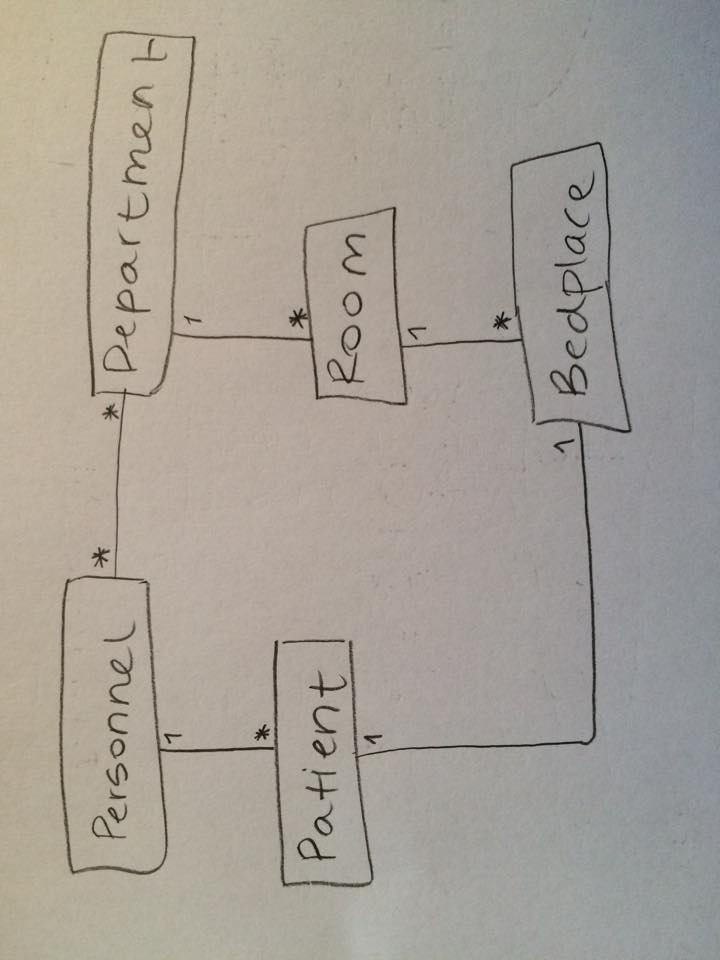 Personnel * * Department
1 1
* *
Patient Room
1 1
*
1 Bedplace